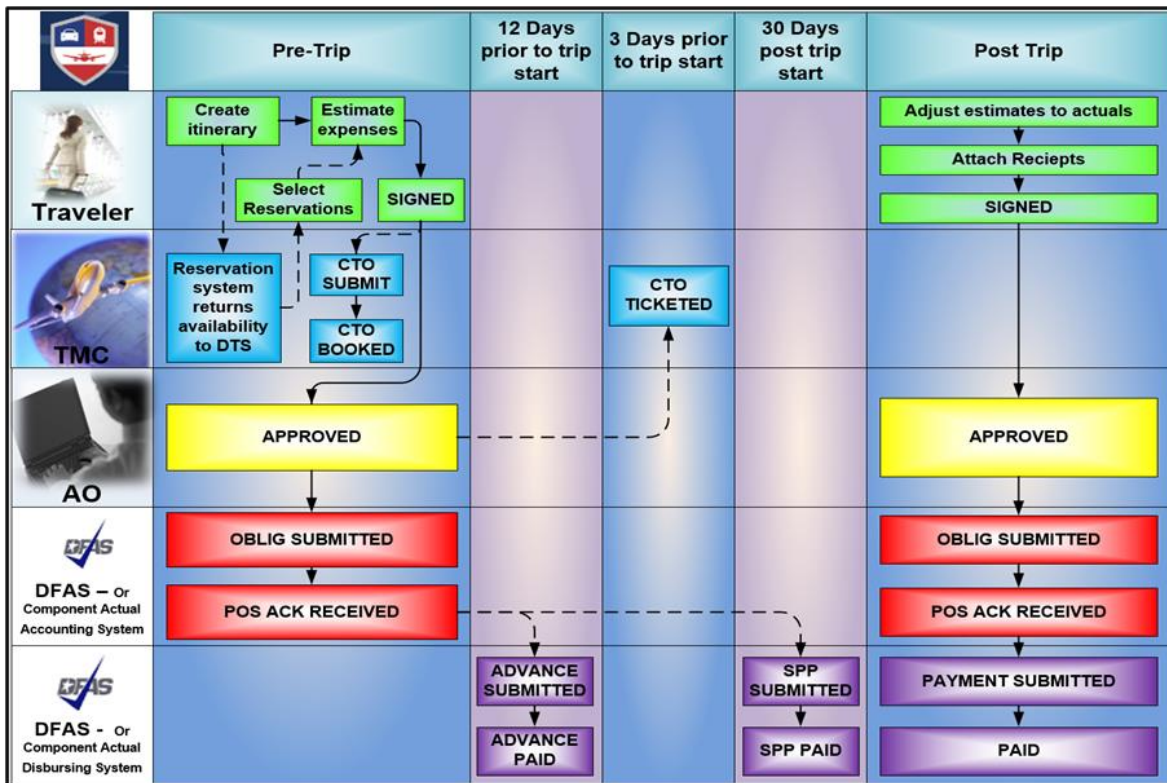 Pre-Trip
12 Days
prior to trip
start
3 Days prior
to trip start
30 Days
post trip
start
Post Trip
Traveler
Create
itinerary
Estimate
expenses
Select
Reservations
SIGNED
Adjust estimates to actuals
Attach Reciepts
SIGNED
TMC
Reservation
system
returns
availability
to DTS
CTO
SUBMIT
CTO
BOOKED
CTO
TICKETED
AO
APPROVED
APPROVED
DFAS
DFAS – Or
Component Actual
Accounting System
OBLIG SUBMITTED
POS ACK RECEIVED
OBLIG SUBMITTED
POS ACK RECEIVED
DFAS
DFAS - Or
Component Actual
Disbursing System
ADVANCE
SUBMITTED
ADVANCE
PAID
SPP
SUBMITTED
SPP PAID
PAYMENT SUBMITTED
PAID